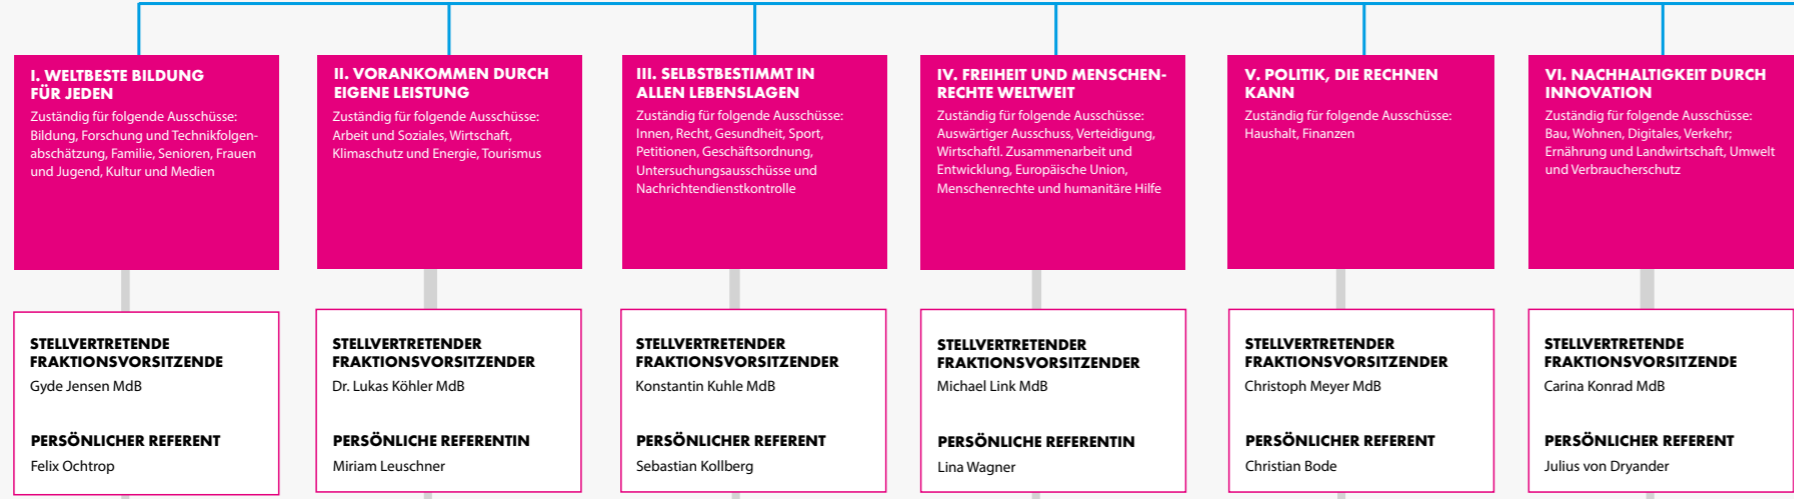 I. WELTBESTE BILDUNG
FÜR JEDEN
Zuständig für folgende Ausschüsse:
Bildung, Forschung und Technikfolgen-
abschätzung, Familie, Senioren, Frauen
und Jugend, Kultur und Medien
II. VORANKOMMEN DURCH
EIGENE LEISTUNG
Zuständig für folgende Ausschüsse:
Arbeit und Soziales, Wirtschaft,
Klimaschutz und Energie, Tourismus
III. SELBSTBESTIMMT IN
ALLEN LEBENSLAGEN
Zuständig für folgende Ausschüsse:
Innen, Recht, Gesundheit, Sport,
Petitionen, Geschäftsordnung,
Untersuchungsausschüsse und
Nachrichtendienstkontrolle
IV. FREIHEIT UND MENSCHEN-
RECHTE WELTWEIT
Zuständig für folgende Ausschüsse:
Auswärtiger Ausschuss, Verteidigung,
Wirtschaftl. Zusammenarbeit und
Entwicklung, Europäische Union,
Menschenrechte und humanitäre Hilfe
V. POLITIK, DIE RECHNEN
KANN
Zuständig für folgende Ausschüsse:
Haushalt, Finanzen
VI. NACHHALTIGKEIT DURCH
INNOVATION
Zuständig für folgende Ausschüsse:
Bau, Wohnen, Digitales, Verkehr;
Ernährung und Landwirtschaft, Umwelt
und Verbraucherschutz
STELLVERTRETENDE
FRAKTIONSVORSITZENDE
Gyde Jensen MdB
PERSÖNLICHER REFERENT
Felix Ochtrop
STELLVERTRETENDER
FRAKTIONSVORSITZENDER
Dr. Lukas Köhler MdB
PERSÖNLICHE REFERENTIN
Miriam Leuschner
STELLVERTRETENDER
FRAKTIONSVORSITZENDER
Konstantin Kuhle MdB
PERSÖNLICHER REFERENT
Sebastian Kollberg
STELLVERTRETENDER
FRAKTIONSVORSITZENDER
Michael Link MdB
PERSÖNLICHE REFERENTIN
Lina Wagner
STELLVERTRETENDER
FRAKTIONSVORSITZENDER
Christoph Meyer MdB
PERSÖNLICHER REFERENT
Christian Bode
STELLVERTRETENDE
FRAKTIONSVORSITZENDE
Carina Konrad MdB
PERSÖNLICHER REFERENT
Julius von Dryander